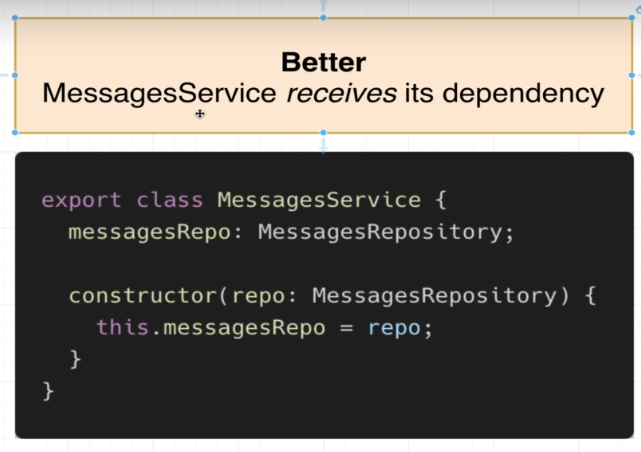 Better
MessagesService receives its dependency
export class MessagesService {
  messagesRepo: MessagesRepository;
  constructor(repo: MessagesRepository) {
    this.messagesRepo = repo;
  }
}